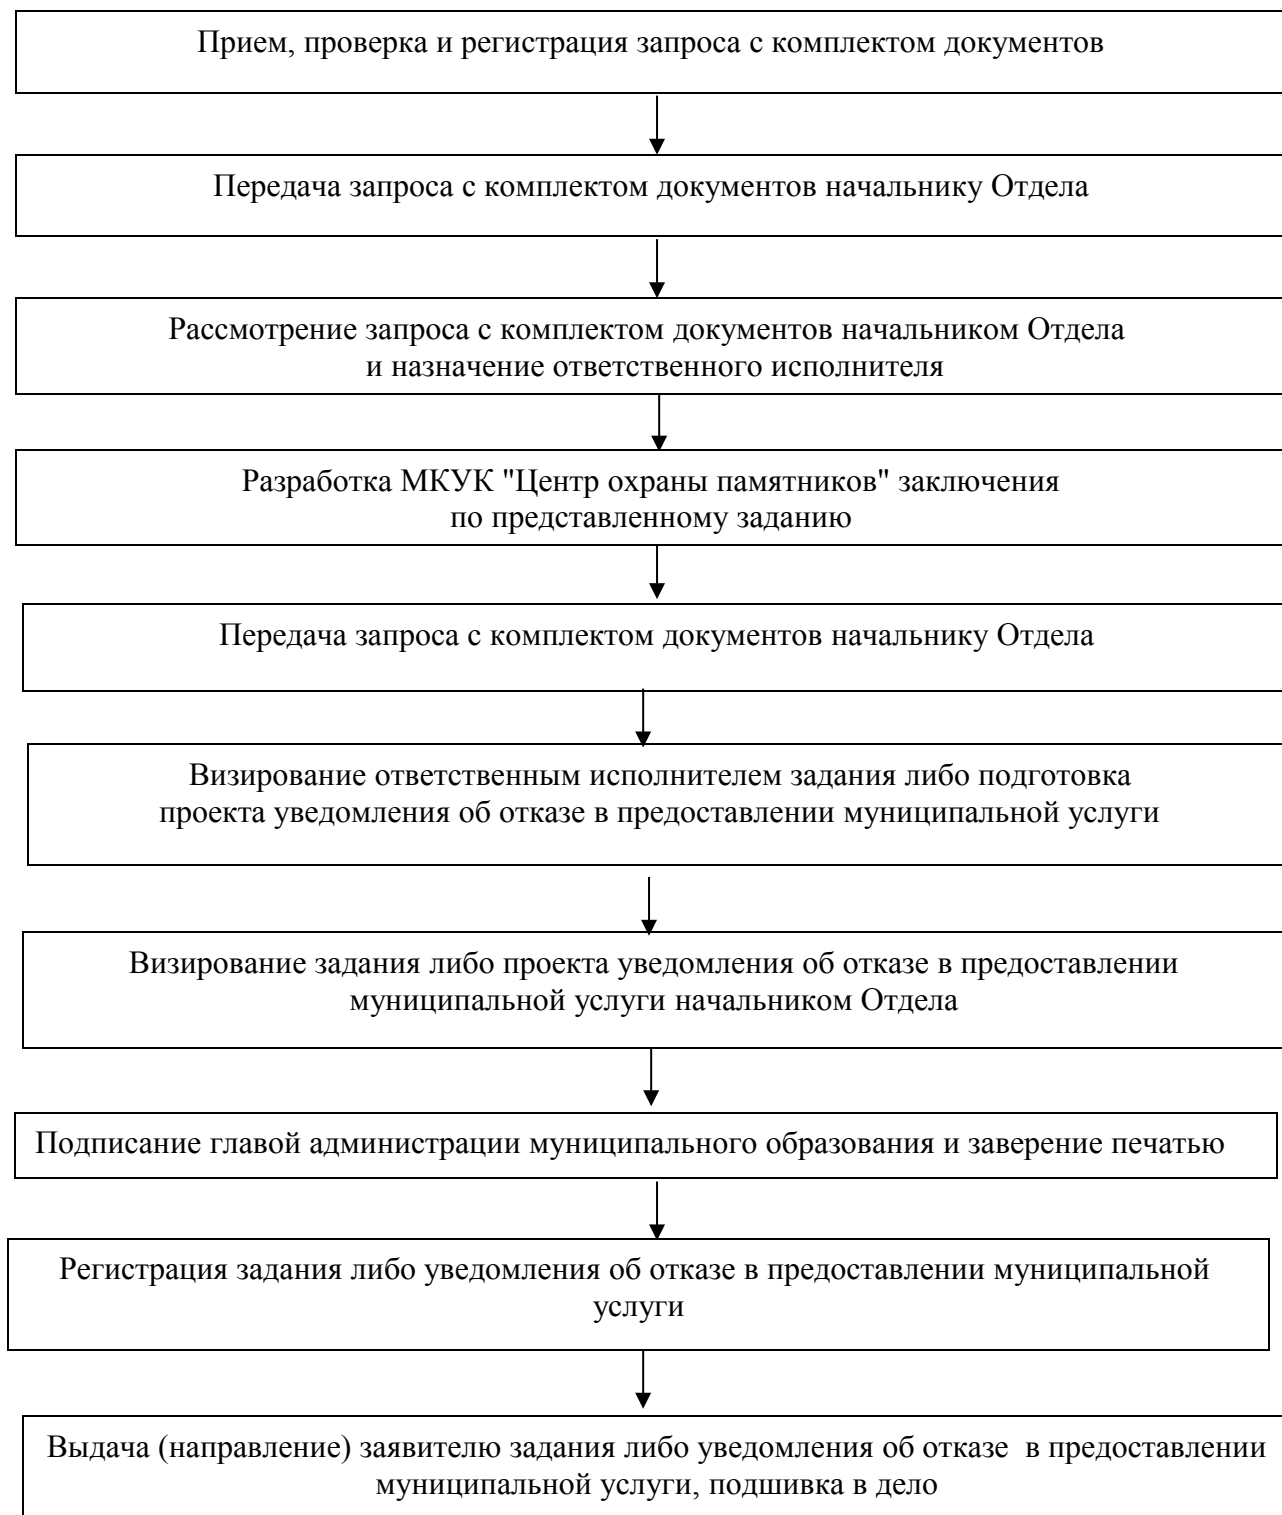 Прием, проверка и регистрация запроса с комплектом документов
Передача запроса с комплектом документов начальнику Отдела
Рассмотрение запроса с комплектом документов начальником Отдела
и назначение ответственного исполнителя
Разработка МКУК "Центр охраны памятников" заключения
по представленному заданию
Передача запроса с комплектом документов начальнику Отдела
Визирование ответственным исполнителем задания либо подготовка
проекта уведомления об отказе в предоставлении муниципальной услуги
Визирование задания либо проекта уведомления об отказе в предоставлении
муниципальной услуги начальником Отдела
Подписание главой администрации муниципального образования и заверение печатью
Регистрация задания либо уведомления об отказе в предоставлении муниципальной
услуги
Выдача (направление) заявителю задания либо уведомления об отказе  в предоставлении
муниципальной услуги, подшивка в дело